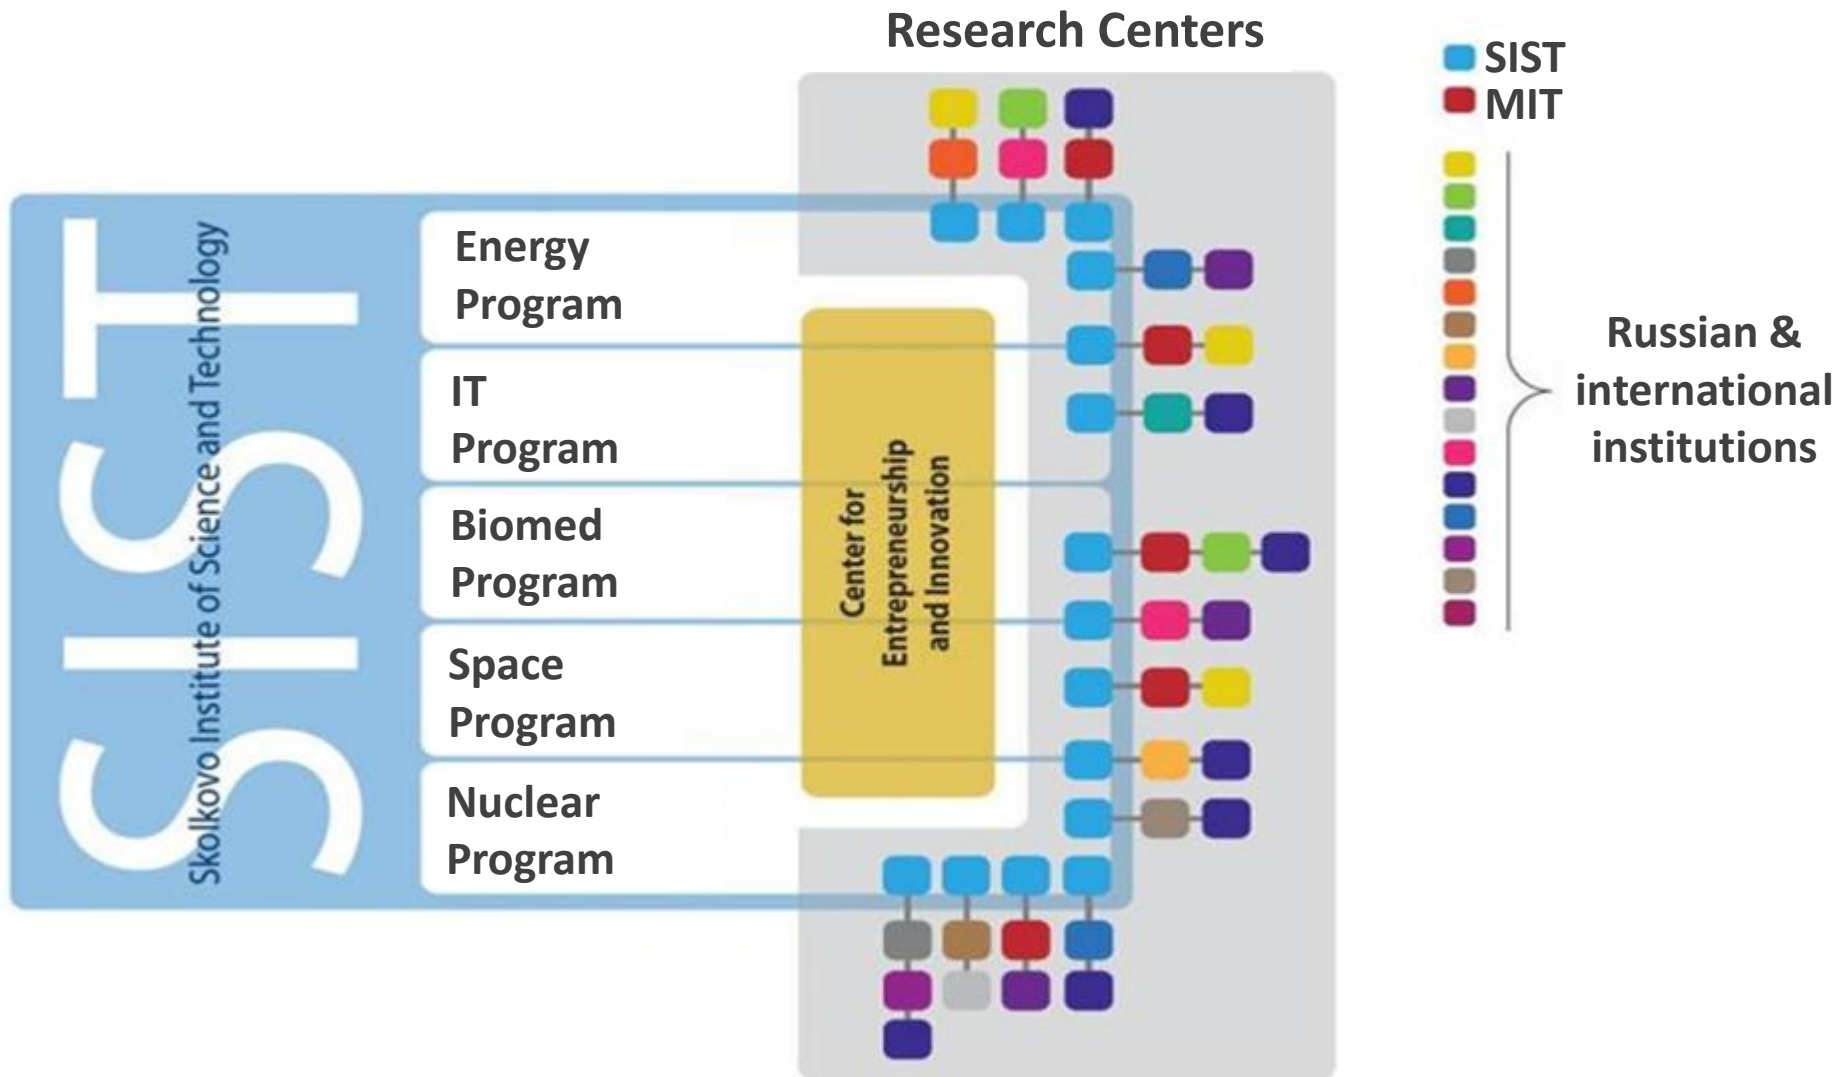 Research Centers
SIST
MIT
SIST
Skolkovo Institute of Science and Technology
Energy
Program
IT
Program
Biomed
Program
Space
Program
Nuclear
Program
Center for
Entrepreneurship
and Innovation
Russian &
international
institutions